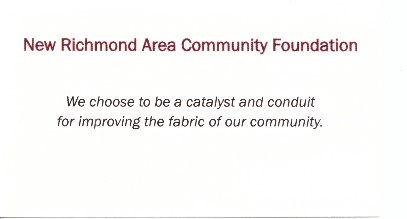 New Richmond Area Community Foundation
We choose to be a catalyst and conduit
for improving the fabric of our community.